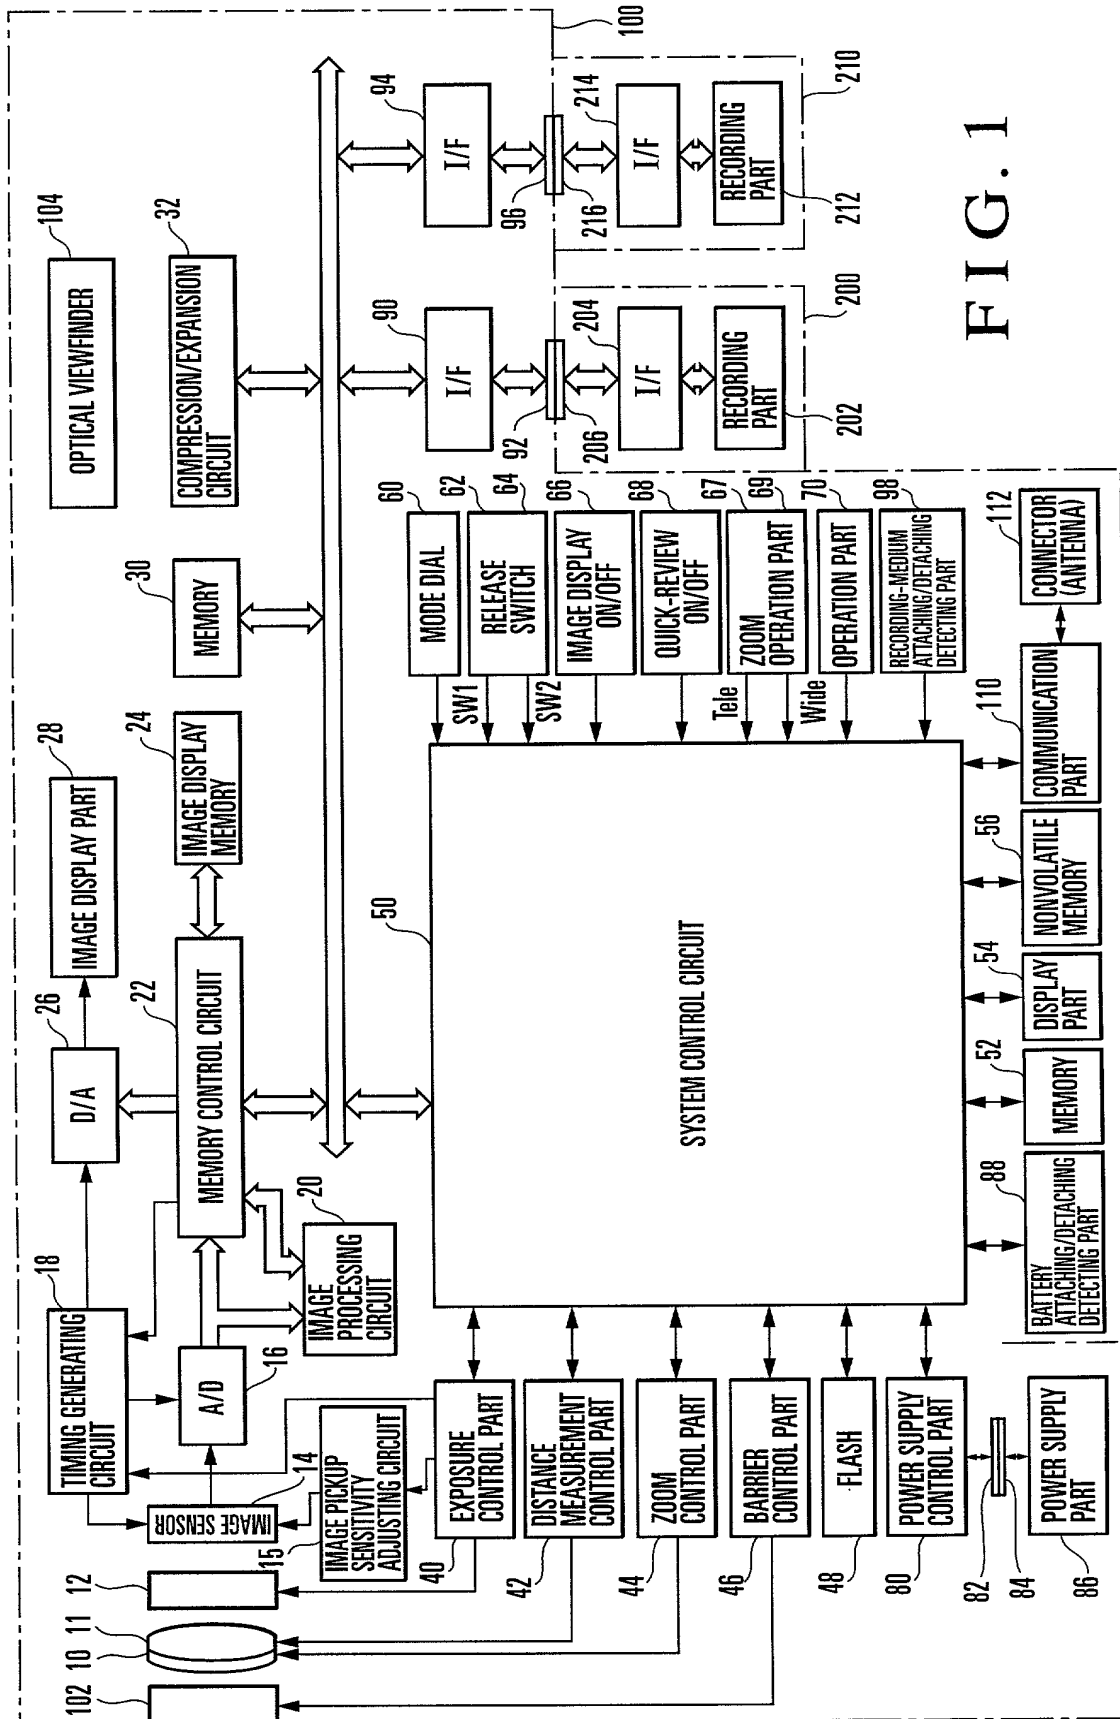 102
10
11
12
IMAGE SENSOR
14
15
IMAGE PICKUP
SENSITIVITY
ADJUSTING CIRCUIT
TIMING GENERATING
CIRCUIT
18
A/D
16
IMAGE
PROCESSING
CIRCUIT
20
D/A
26
MEMORY CONTROL CIRCUIT
22
IMAGE DISPLAY PART
28
IMAGE DISPLAY
MEMORY
24
MEMORY
30
OPTICAL VIEWFINDER
104
COMPRESSION/EXPANSION
CIRCUIT
32
EXPOSURE
CONTROL PART
40
DISTANCE
MEASUREMENT
CONTROL PART
42
ZOOM
CONTROL PART
44
BARRIER
CONTROL PART
46
FLASH
48
POWER SUPPLY
CONTROL PART
80
82
84
POWER SUPPLY
PART
86
SYSTEM CONTROL CIRCUIT
50
MODE DIAL
60
SW1
RELEASE
SWITCH
62
64
SW2
IMAGE DISPLAY
ON/OFF
66
QUICK-REVIEW
ON/OFF
68
Tele
ZOOM
OPERATION PART
67
69
Wide
OPERATION PART
70
RECORDING-MEDIUM
ATTACHING/DETACHING
DETECTING PART
98
BATTERY
ATTACHING/DETACHING
DETECTING PART
88
MEMORY
52
DISPLAY
PART
54
NONVOLATILE
MEMORY
56
COMMUNICATION
PART
110
CONNECTOR
(ANTENNA)
112
I/F
90
92
206
I/F
204
RECORDING
PART
202
200
I/F
94
96
216
I/F
214
RECORDING
PART
212
210
100
FIG. 1